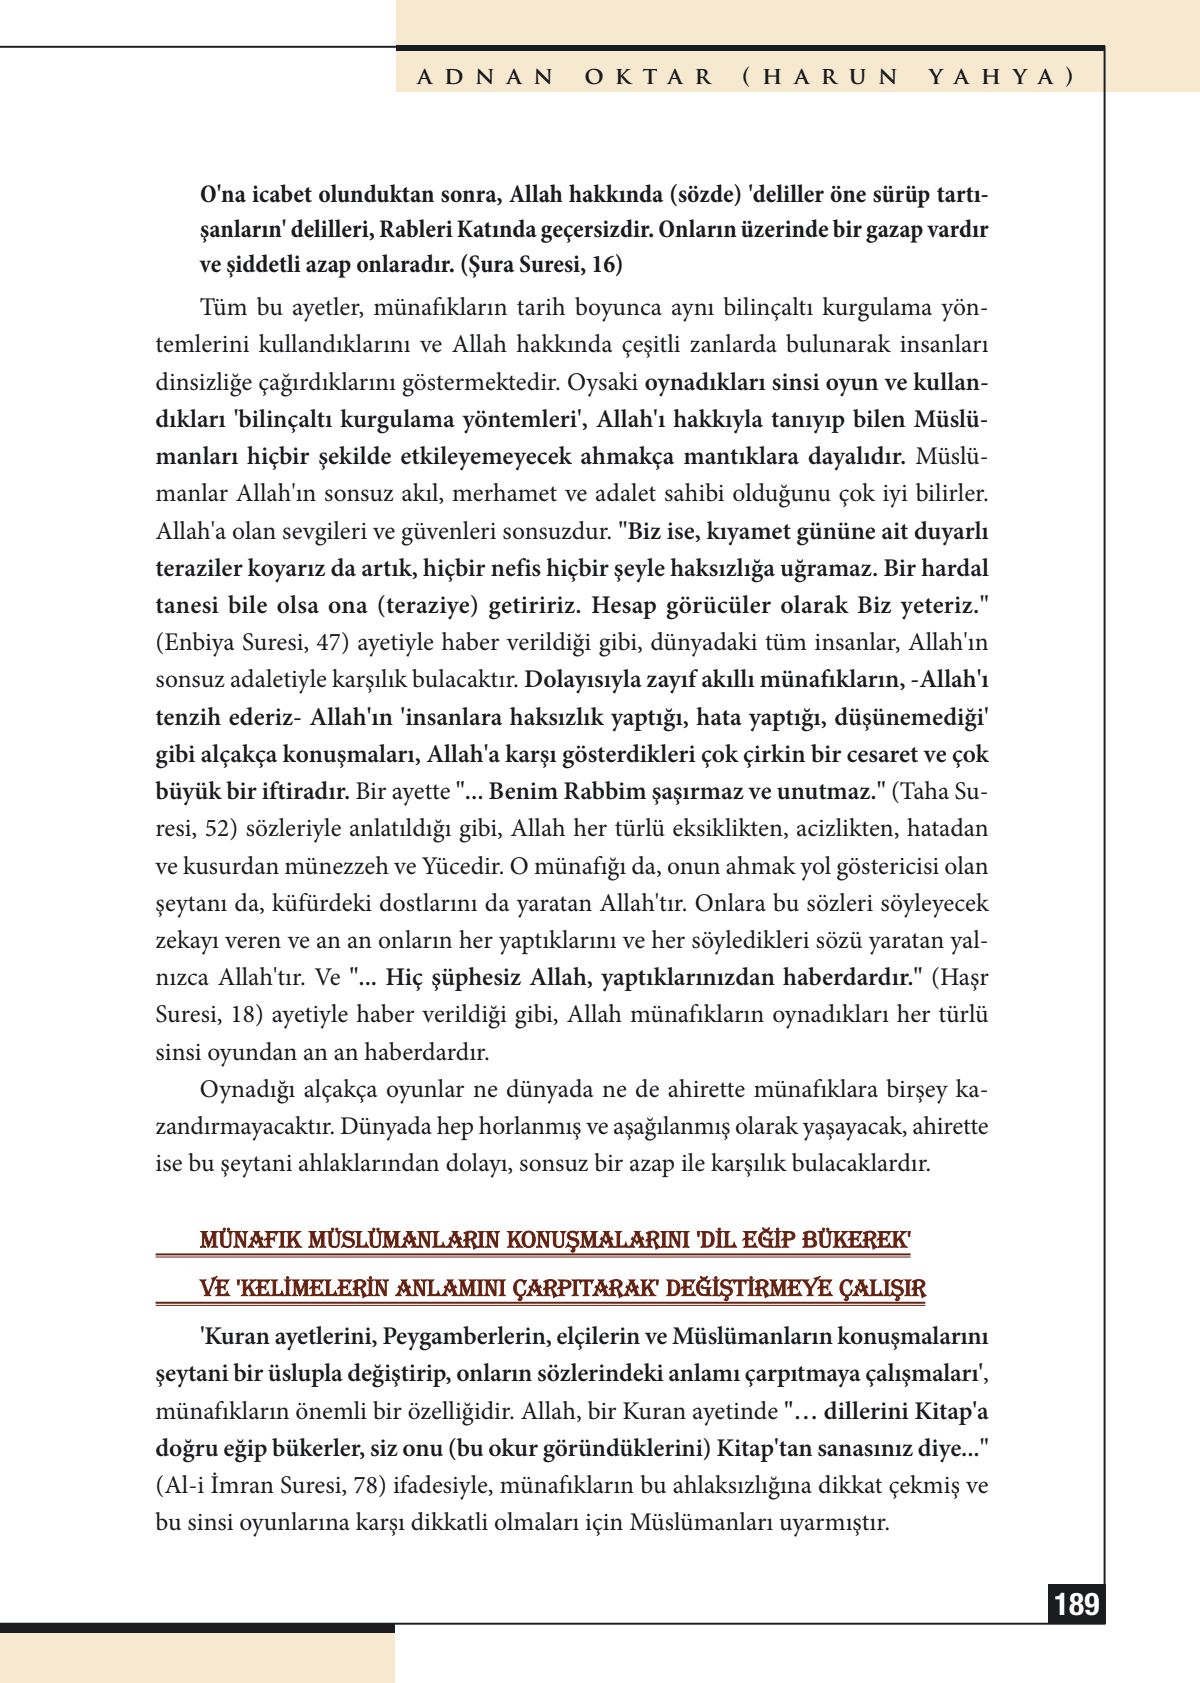 ADNAN OKTAR (HARUN YAHYA)
O'na icabet olunduktan sonra, Allah hakkında (sözde) 'deliller öne sürüp tartı-
şanların' delilleri, Rableri Katında geçersizdir. Onların üzerinde bir gazap vardır
ve şiddetli azap onlaradır. (Şura Suresi, 16)
Tüm bu ayetler, münafıkların tarih boyunca aynı bilinçaltı kurgulama yön-
temlerini kullandıklarını ve Allah hakkında çeşitli zanlarda bulunarak insanları
dinsizliğe çağırdıklarını göstermektedir. Oysaki oynadıkları sinsi oyun ve kullan-
dıkları 'bilinçaltı kurgulama yöntemleri', Allah'ı hakkıyla tanıyıp bilen Müslü-
manları hiçbir şekilde etkileyemeyecek ahmakça mantıklara dayalıdır. Müslü-
manlar Allah'ın sonsuz akıl, merhamet ve adalet sahibi olduğunu çok iyi bilirler.
Allah'a olan sevgileri ve güvenleri sonsuzdur. "Biz ise, kıyamet gününe ait duyarlı
teraziler koyarız da artık, hiçbir nefis hiçbir şeyle haksızlığa uğramaz. Bir hardal
tanesi bile olsa ona (teraziye) getiririz. Hesap görücüler olarak Biz yeteriz."
(Enbiya Suresi, 47) ayetiyle haber verildiği gibi, dünyadaki tüm insanlar, Allah'ın
sonsuz adaletiyle karşılık bulacaktır. Dolayısıyla zayıf akıllı münafıkların, -Allah'ı
tenzih ederiz- Allah'ın 'insanlara haksızlık yaptığı, hata yaptığı, düşünemediği'
gibi alçakça konuşmaları, Allah'a karşı gösterdikleri çok çirkin bir cesaret ve çok
büyük bir iftiradır. Bir ayette "... Benim Rabbim şaşırmaz ve unutmaz." (Taha Su-
resi, 52) sözleriyle anlatıldığı gibi, Allah her türlü eksiklikten, acizlikten, hatadan
ve kusurdan münezzeh ve Yücedir. O münafığı da, onun ahmak yol göstericisi olan
şeytanı da, küfürdeki dostlarını da yaratan Allah'tır. Onlara bu sözleri söyleyecek
zekayı veren ve an an onların her yaptıklarını ve her söyledikleri sözü yaratan yal-
nızca Allah'tır. Ve "... Hiç şüphesiz Allah, yaptıklarınızdan haberdardır." (Haşr
Suresi, 18) ayetiyle haber verildiği gibi, Allah münafıkların oynadıkları her türlü
sinsi oyundan an an haberdardır.
Oynadığı alçakça oyunlar ne dünyada ne de ahirette münafıklara birşey ka-
zandırmayacaktır. Dünyada hep horlanmış ve aşağılanmış olarak yaşayacak, ahirette
ise bu şeytani ahlaklarından dolayı, sonsuz bir azap ile karşılık bulacaklardır.
MÜNAFIK MÜSLÜMANLARIN KONUŞMALARINI 'DİL EĞİP BÜKEREK'
VE 'KELİMELERİN ANLAMINI ÇARPITARAK' DEĞİŞTİRMEYE ÇALIŞIR
'Kuran ayetlerini, Peygamberlerin, elçilerin ve Müslümanların konuşmalarını
şeytani bir üslupla değiştirip, onların sözlerindeki anlamı çarpıtmaya çalışmaları',
münafıkların önemli bir özelliğidir. Allah, bir Kuran ayetinde "… dillerini Kitap'a
doğru eğip bükerler, siz onu (bu okur göründüklerini) Kitap'tan sanasınız diye..."
(Al-i İmran Suresi, 78) ifadesiyle, münafıkların bu ahlaksızlığına dikkat çekmiş ve
bu sinsi oyunlarına karşı dikkatli olmaları için Müslümanları uyarmıştır.
189